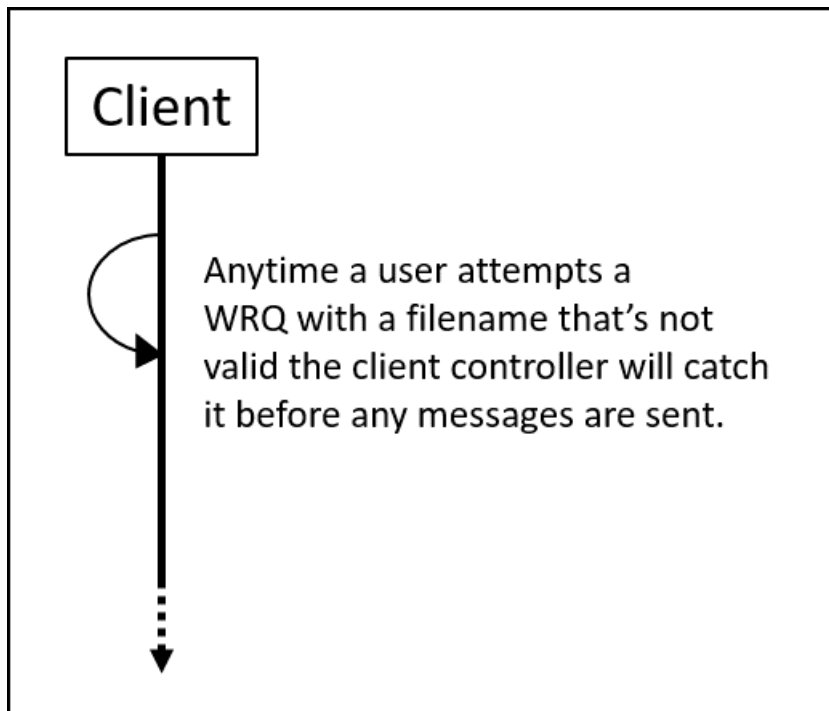 Client
Anytime a user attempts a
WRQ with a filename that’s not
valid the client controller will catch
it before any messages are sent.